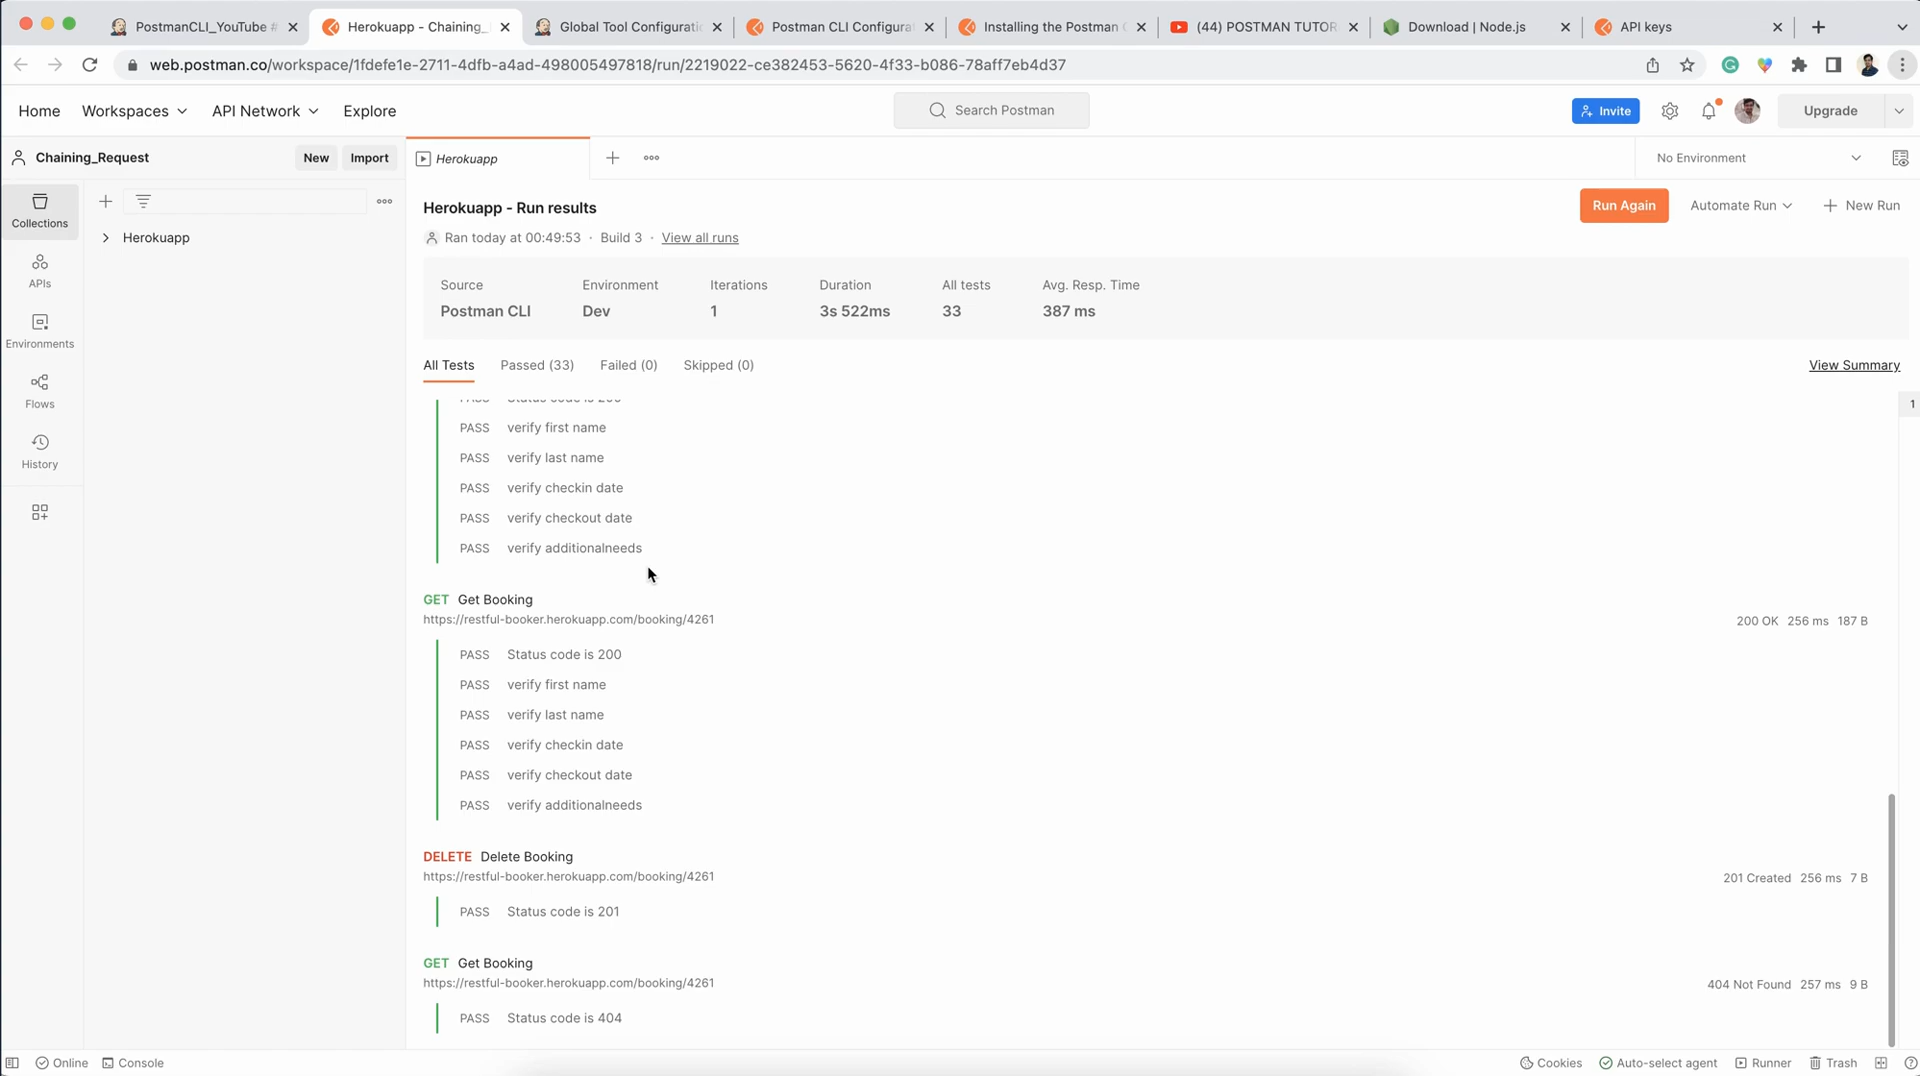 PostmanCLI_YouTube #
Herokuapp - Chaining_
Global Tool Configurati
Postman CLI Configurat
Installing the Postman C
(44) POSTMAN TUTOR
Download | Node.js
API keys
web.postman.co/workspace/1fdefe1e-2711-4dfb-a4ad-498005497818/run/2219022-ce382453-5620-4f33-b086-78aff7eb4d37
Home
Workspaces
API Network
Explore
Search Postman
Invite
Upgrade
Chaining_Request
New
Import
Herokuapp
No Environment
Collections
APIs
Environments
Flows
History
Herokuapp
Herokuapp - Run results
Run Again
Automate Run
New Run
Ran today at 00:49:53 · Build 3 · View all runs
Source
Environment
Iterations
Duration
All tests
Avg. Resp. Time
Postman CLI
Dev
1
3s 522ms
33
387 ms
All Tests
Passed (33)
Failed (0)
Skipped (0)
View Summary
1
PASS Status code is 200
PASS verify first name
PASS verify last name
PASS verify checkin date
PASS verify checkout date
PASS verify additionalneeds
GET Get Booking
https://restful-booker.herokuapp.com/booking/4261
200 OK 256 ms 187 B
PASS Status code is 200
PASS verify first name
PASS verify last name
PASS verify checkin date
PASS verify checkout date
PASS verify additionalneeds
DELETE Delete Booking
https://restful-booker.herokuapp.com/booking/4261
201 Created 256 ms 7 B
PASS Status code is 201
GET Get Booking
https://restful-booker.herokuapp.com/booking/4261
404 Not Found 257 ms 9 B
PASS Status code is 404
Online
Console
Cookies
Auto-select agent
Runner
Trash